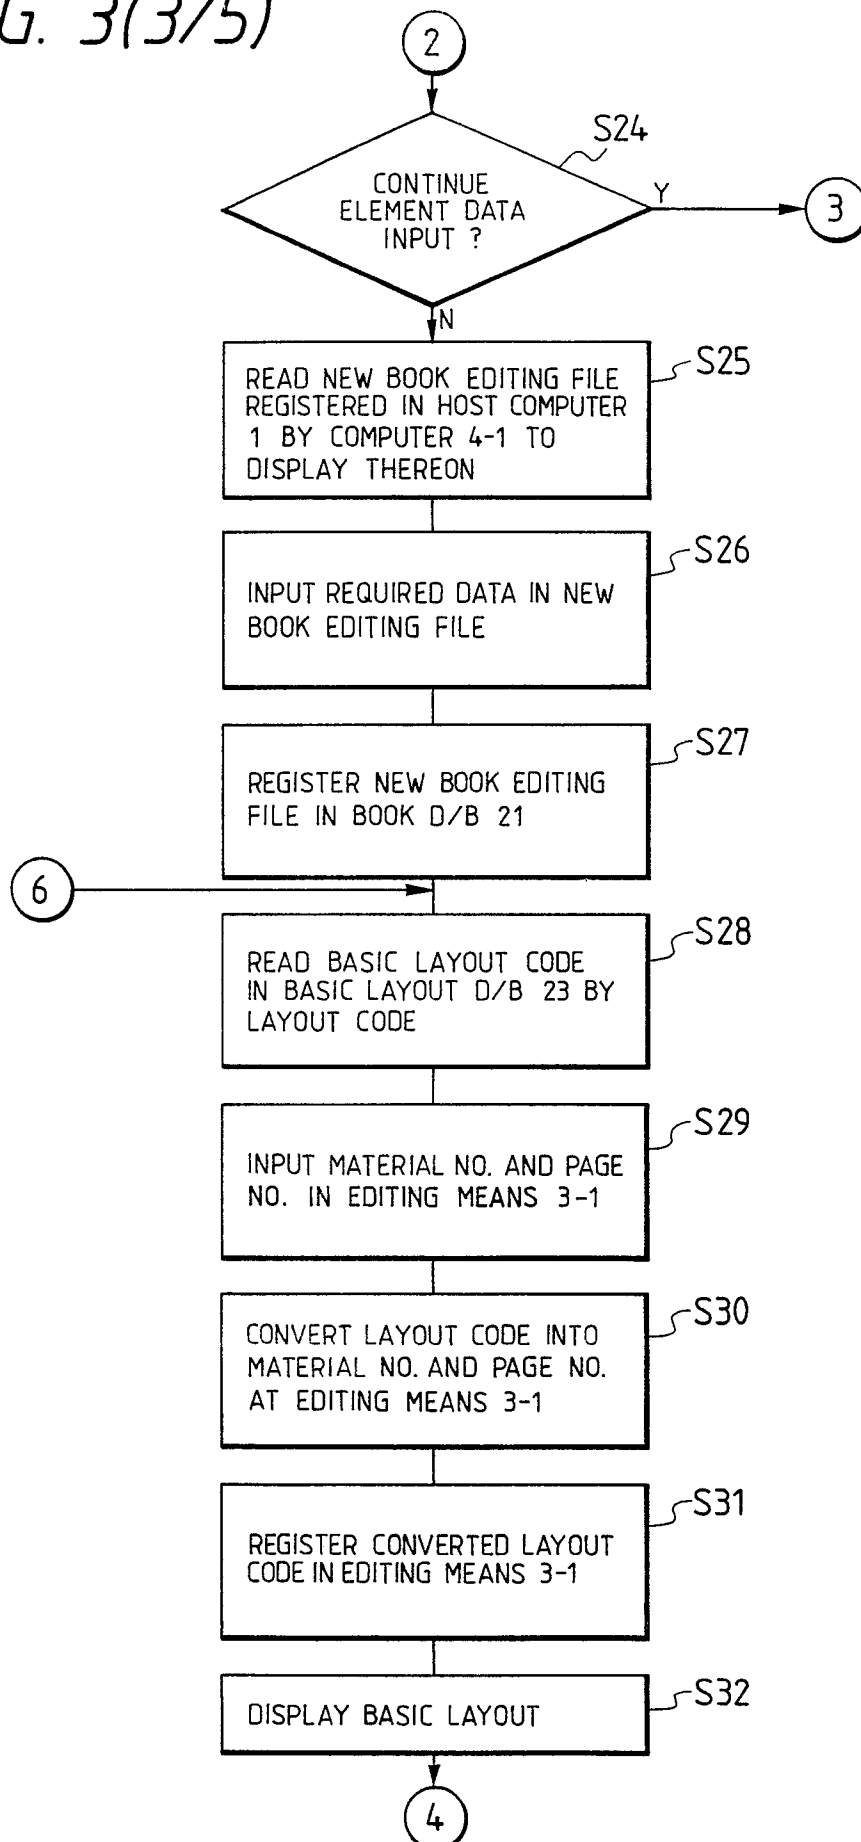 G. 3(3/5)
2
S24
CONTINUE
ELEMENT DATA
INPUT ?
Y
3
N
S25
READ NEW BOOK EDITING FILE
REGISTERED IN HOST COMPUTER
1 BY COMPUTER 4-1 TO
DISPLAY THEREON
S26
INPUT REQUIRED DATA IN NEW
BOOK EDITING FILE
S27
REGISTER NEW BOOK EDITING
FILE IN BOOK D/B 21
6
S28
READ BASIC LAYOUT CODE
IN BASIC LAYOUT D/B 23 BY
LAYOUT CODE
S29
INPUT MATERIAL NO. AND PAGE
NO. IN EDITING MEANS 3-1
S30
CONVERT LAYOUT CODE INTO
MATERIAL NO. AND PAGE NO.
AT EDITING MEANS 3-1
S31
REGISTER CONVERTED LAYOUT
CODE IN EDITING MEANS 3-1
S32
DISPLAY BASIC LAYOUT
4